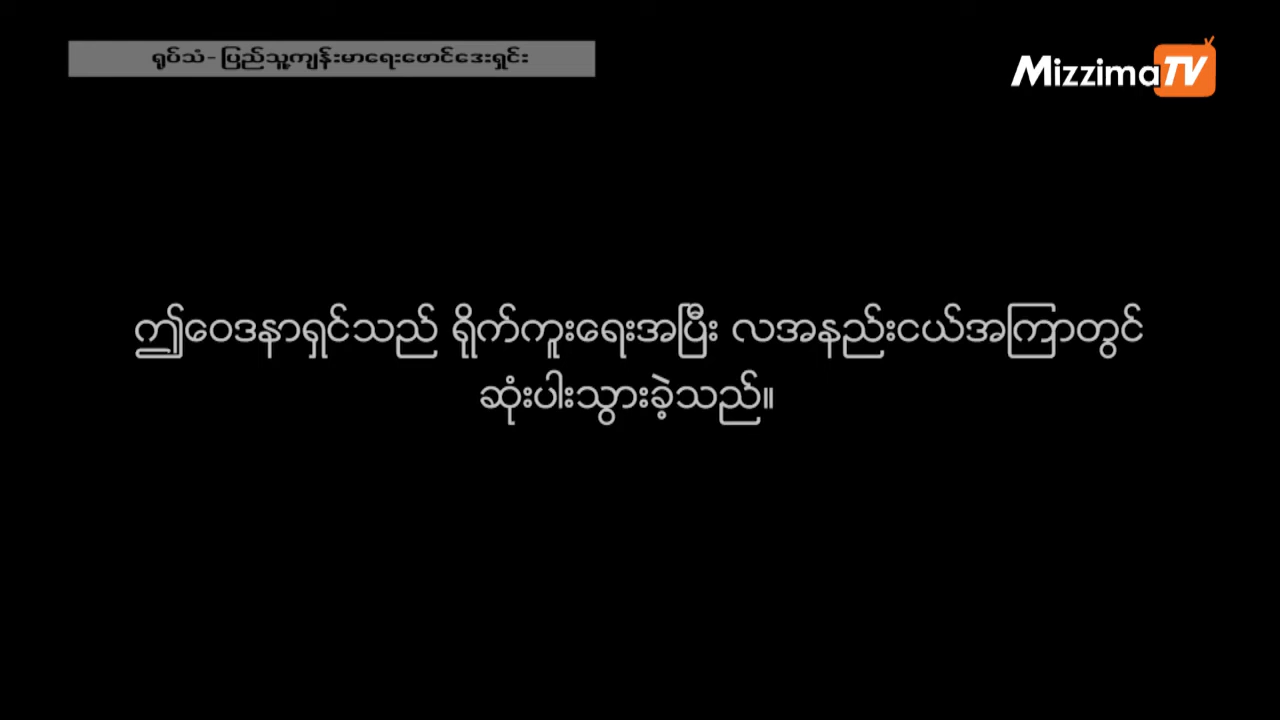 ရုပ်သံ - ပြည်သူ့ကျန်းမာရေးဖောင်ဒေးရှင်း
MizzimaTV
ဤဝေဒနာရှင်သည် ရိုက်ကူးရေးအပြီး လအနည်းငယ်အကြာတွင်
ဆုံးပါးသွားခဲ့သည်။